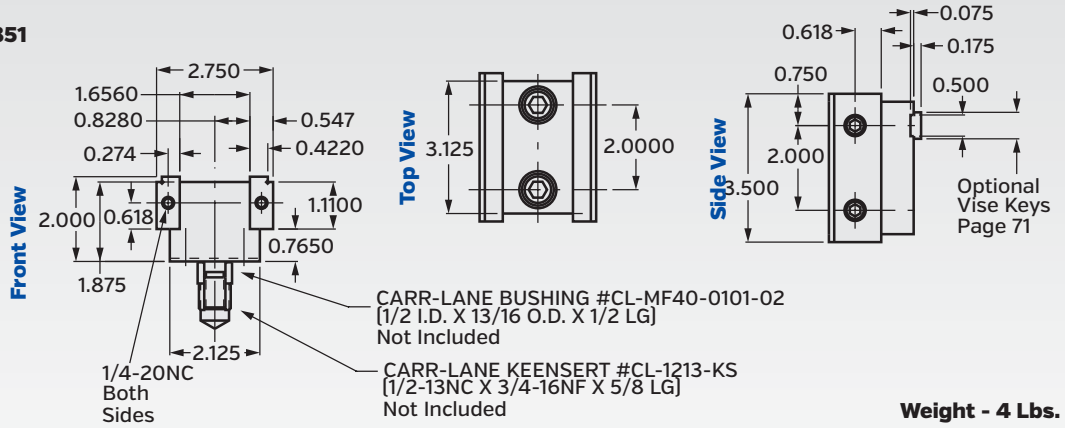 351
Front View
2.750
1.6560
0.8280
0.547
0.274
0.4220
2.000
0.618
1.1100
0.7650
1.875
2.125
1/4-20NC
Both
Sides
CARR-LANE BUSHING #CL-MF40-0101-02
(1/2 I.D. X 13/16 O.D. X 1/2 LG)
Not Included
CARR-LANE KEENSERT #CL-1213-KS
(1/2-13NC X 3/4-16NF X 5/8 LG)
Not Included
Top View
3.125
2.0000
Side View
0.075
0.618
0.175
0.750
0.500
2.000
3.500
Optional
Vise Keys
Page 71
Weight - 4 Lbs.